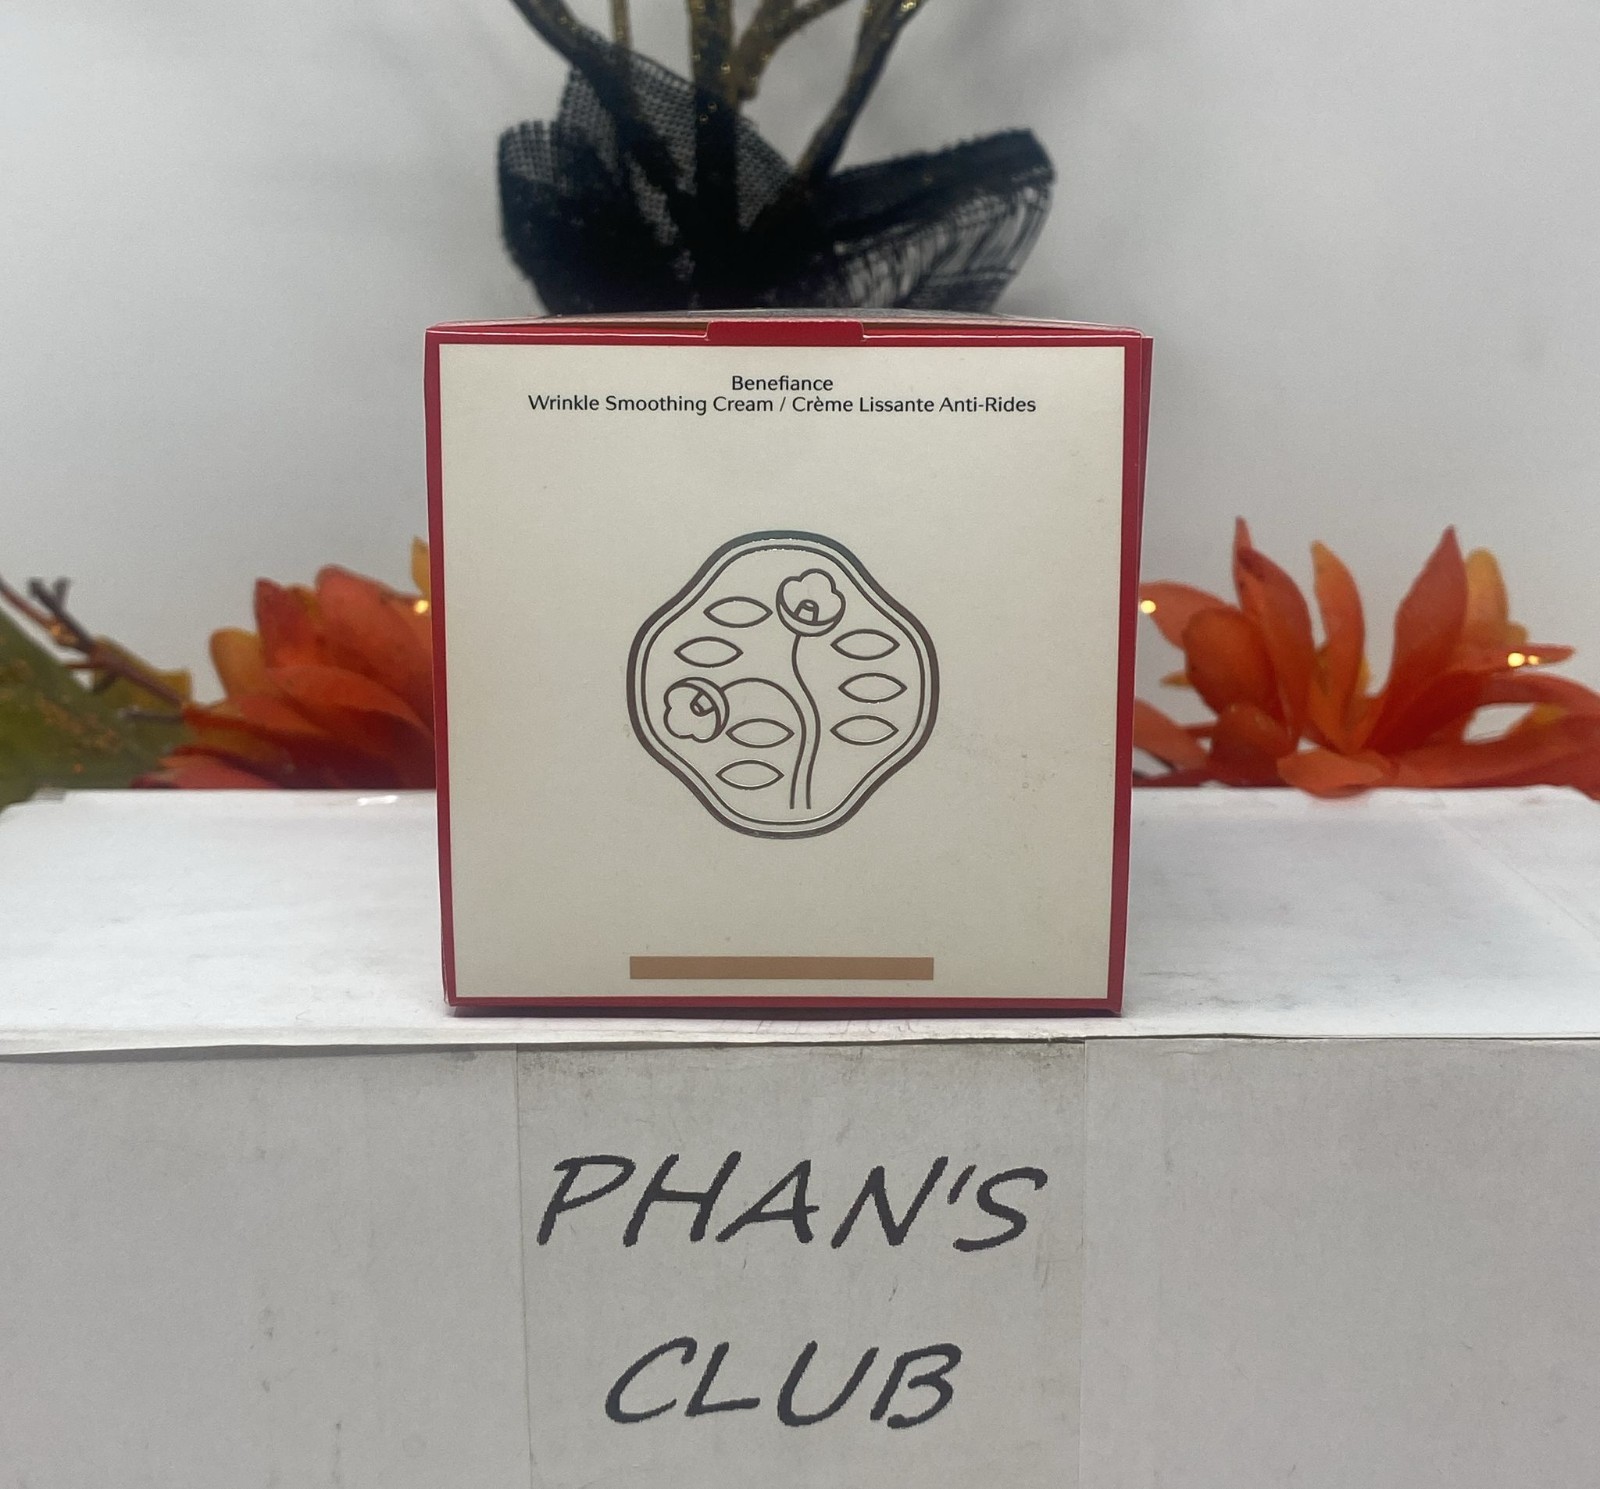 Benefiance
Wrinkle Smoothing Cream / Crème Lissante Anti-Rides
PHAN'S
CLUB